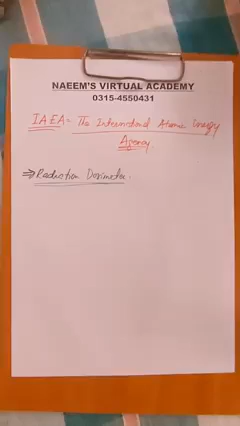 NAEEM'S VIRTUAL ACADEMY
0315-4550431
IAEA - The International Atomic Energy
Agency.
⇒ Radiation Dosimeter.